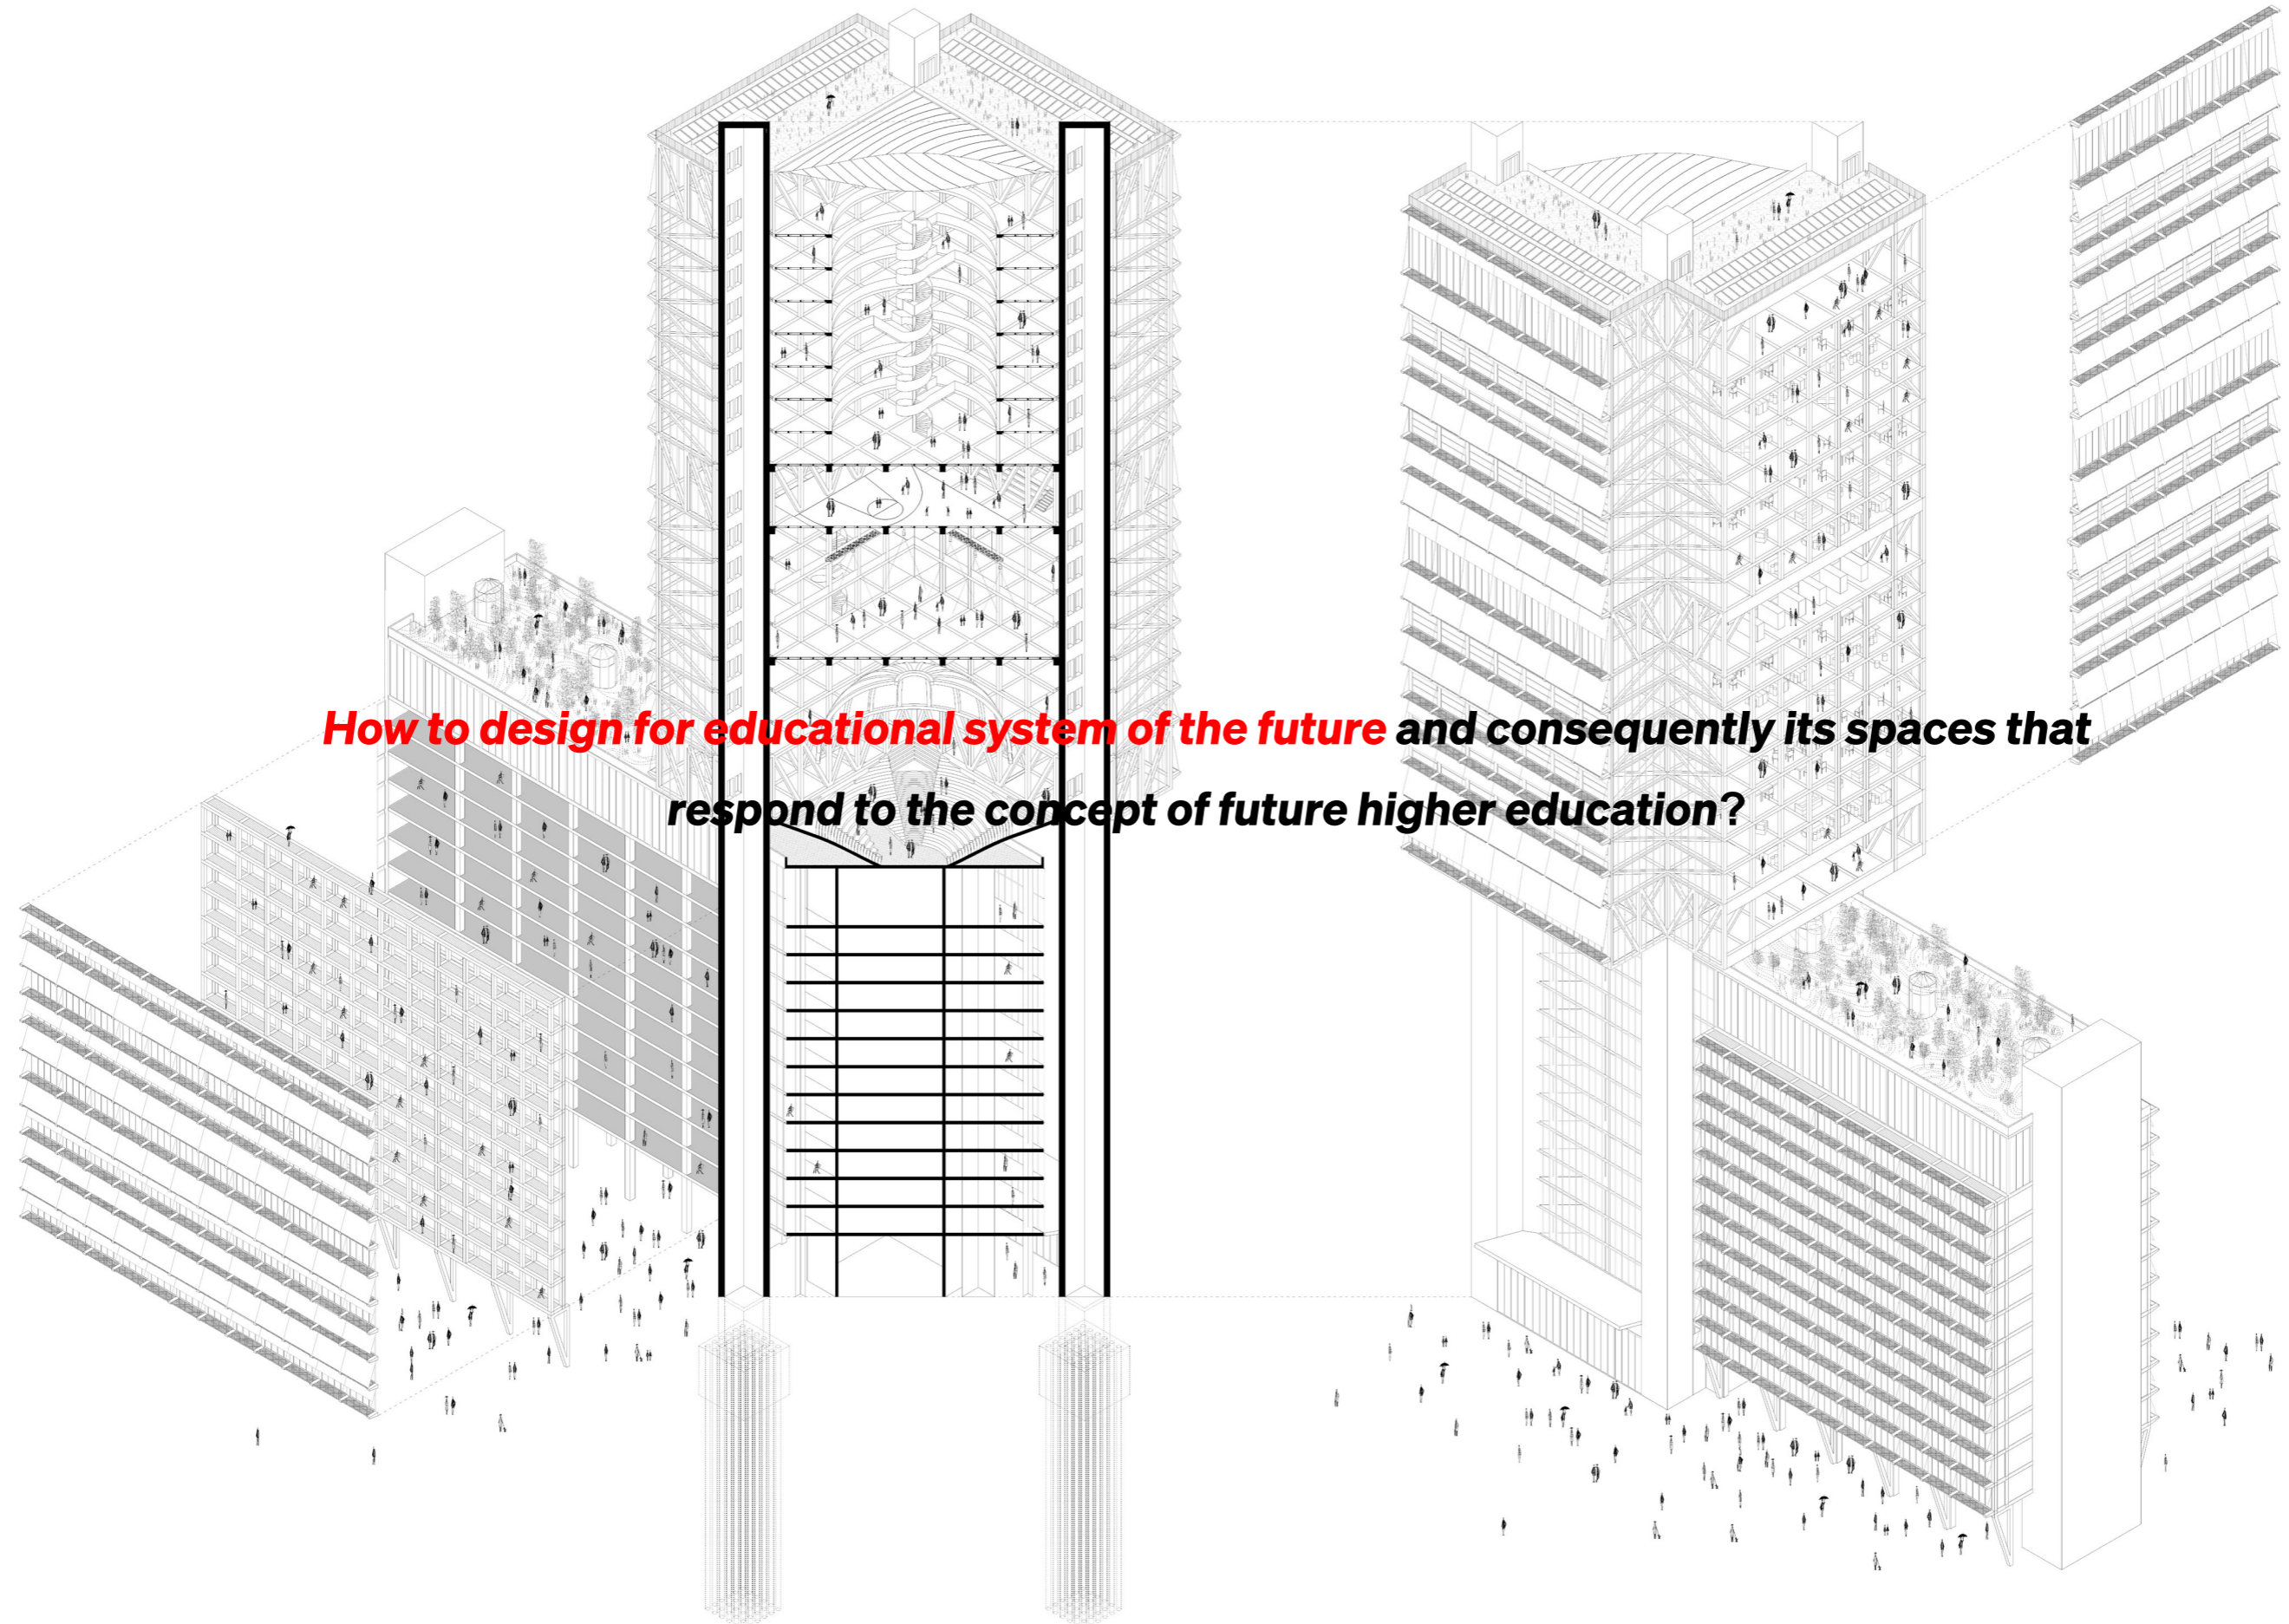 How to design for educational system of the future and consequently its spaces that
respond to the concept of future higher education?